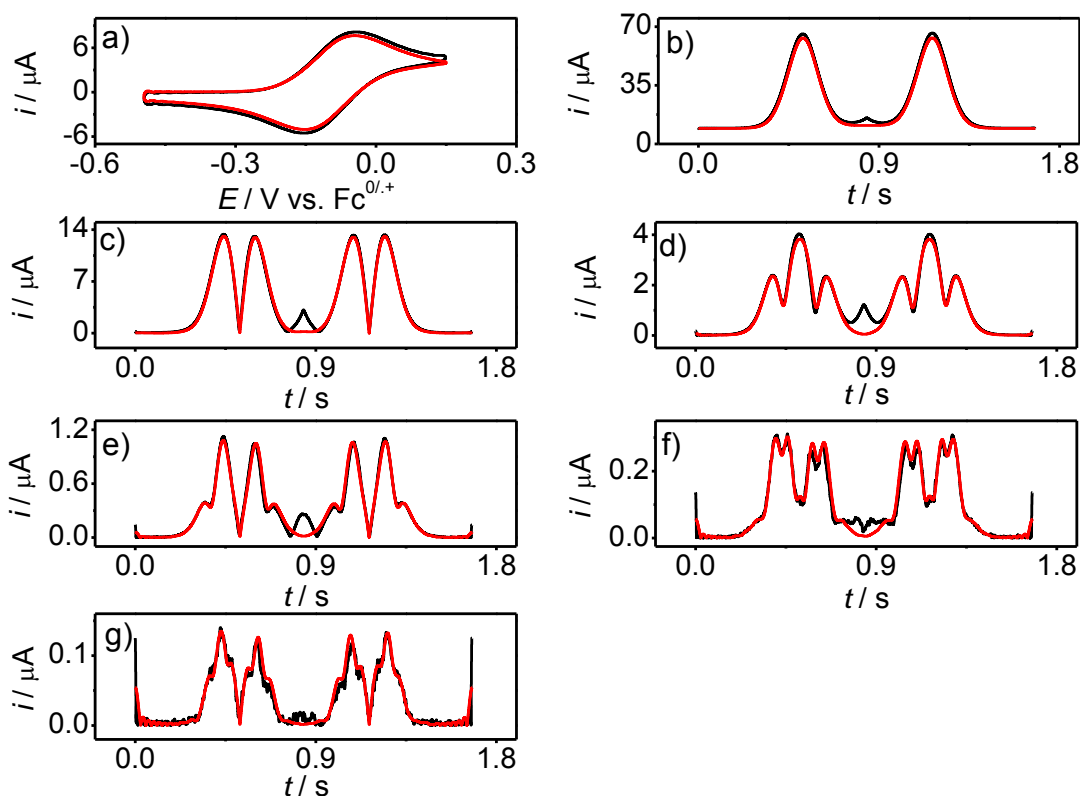 a)
i / μA
6
0
-6
-0.6
-0.3
0.0
0.3
E / V vs. Fc0/.+
b)
i / μA
70
35
0
0.0
0.9
1.8
t / s
c)
i / μA
14
7
0
0.0
0.9
1.8
t / s
d)
i / μA
4
2
0
0.0
0.9
1.8
t / s
e)
i / μA
1.2
0.6
0.0
0.0
0.9
1.8
t / s
f)
i / μA
0.2
0.0
0.0
0.9
1.8
t / s
g)
i / μA
0.1
0.0
0.0
0.9
1.8
t / s